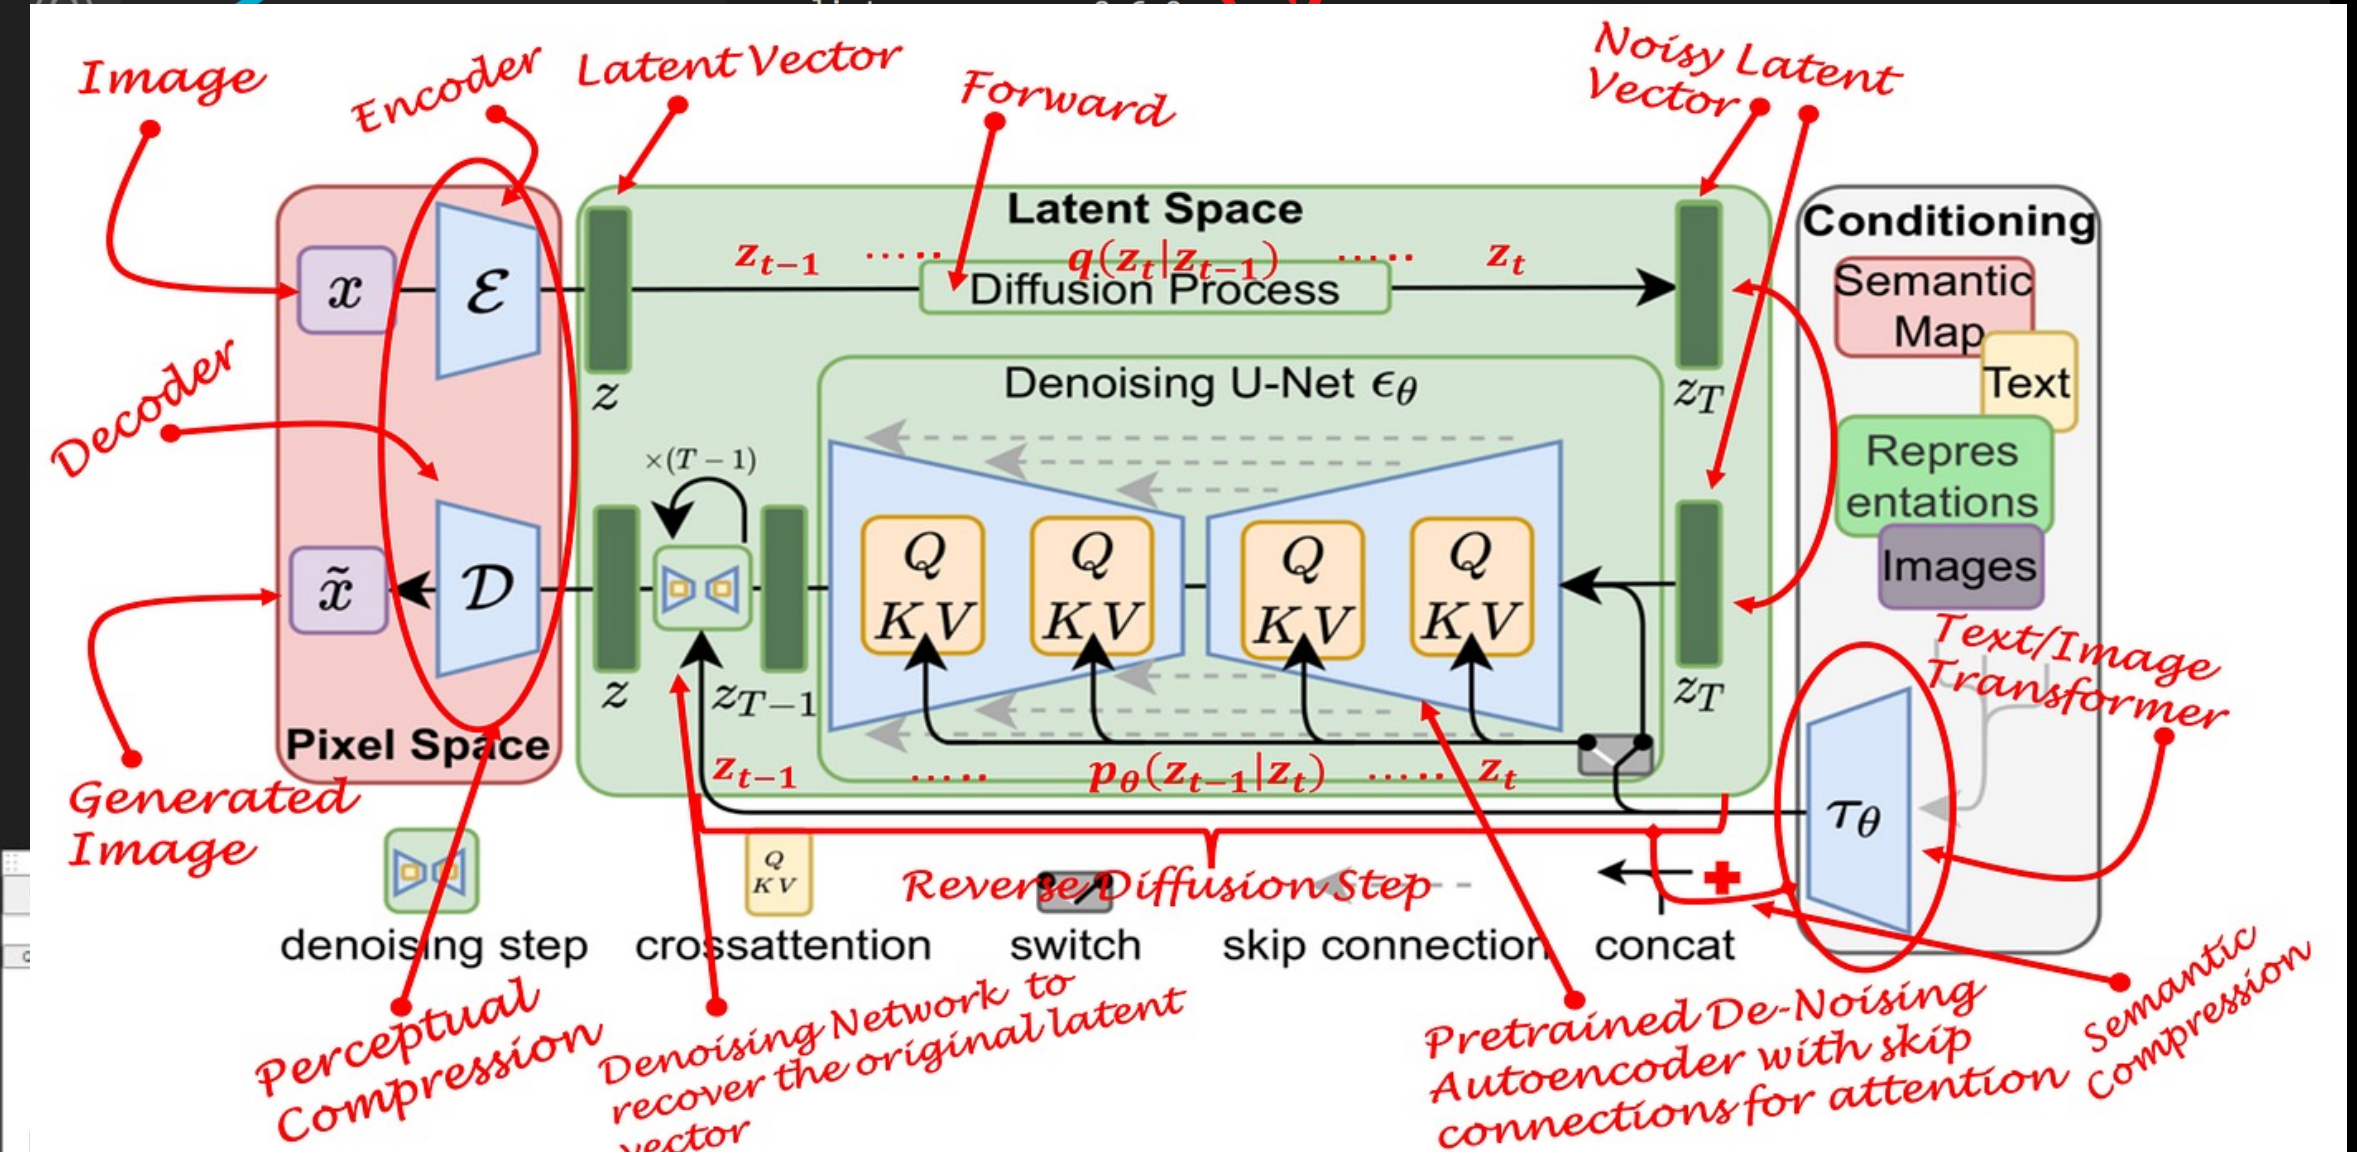 Image
Encoder
Latent Vector
Forward
Noisy Latent
Vector
Latent Space
Conditioning
z_{t-1} ..... q(z_t|z_{t-1}) ..... z_t
x
ℰ
Diffusion Process
Semantic
Map
Text
Decoder
z
Denoising U-Net ϵ_θ
z_T
×(T − 1)
Repres
entations
Images
x̃
D
Q
K V
Q
K V
Q
K V
Q
K V
z
z_{T−1}
z_T
Text/Image
Transformer
Pixel Space
z_{t-1} ..... p_θ(z_{t-1}|z_t) ..... z_t
τ_θ
Generated
Image
Q
K V
Reverse Diffusion Step
denoising step
crossattention
switch
skip connection
concat
Perceptual
Compression
Denoising Network to
recover the original latent
vector
Pretrained De-Noising
Autoencoder with skip
connections for attention
Semantic
Compression